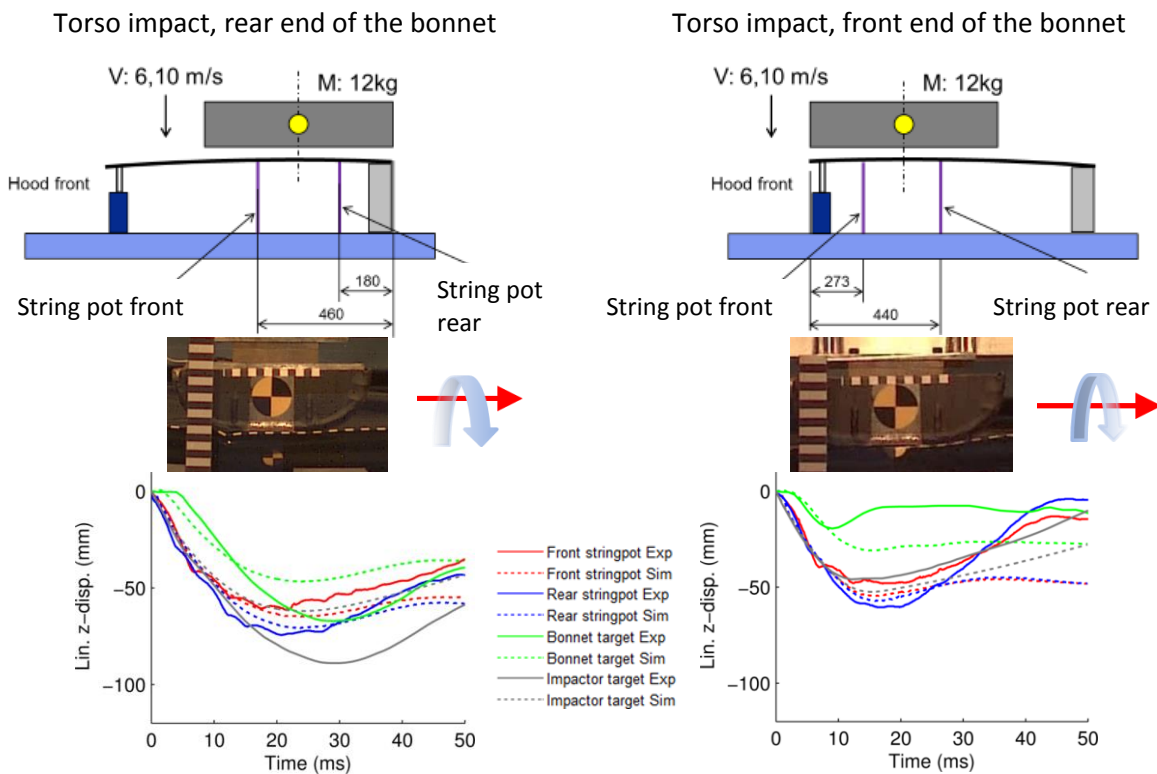 Torso impact, rear end of the bonnet
V: 6,10 m/s
M: 12kg
Hood front
180
460
String pot front
String pot
rear
Torso impact, front end of the bonnet
V: 6,10 m/s
M: 12kg
Hood front
273
440
String pot front
String pot rear
0
−50
−100
Lin. z−disp. (mm)
0 10 20 30 40 50
Time (ms)
Front stringpot Exp
Front stringpot Sim
Rear stringpot Exp
Rear stringpot Sim
Bonnet target Exp
Bonnet target Sim
Impactor target Exp
Impactor target Sim
0
−50
−100
Lin. z−disp. (mm)
0 10 20 30 40 50
Time (ms)